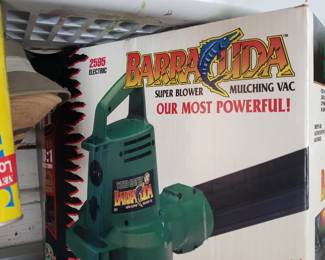 2595
ELECTRIC
BARRACUDA
SUPER BLOWER MULCHING VAC
OUR MOST POWERFUL!
BARRACUDA